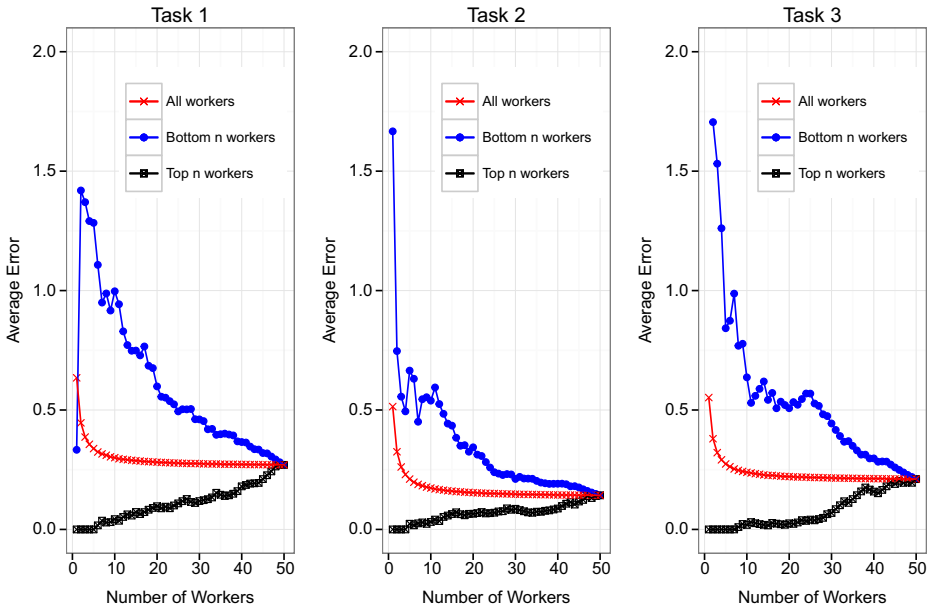 Task 1
2.0
1.5
1.0
0.5
0.0
Average Error
All workers
Bottom n workers
Top n workers
0 10 20 30 40 50
Number of Workers
Task 2
2.0
1.5
1.0
0.5
0.0
Average Error
All workers
Bottom n workers
Top n workers
0 10 20 30 40 50
Number of Workers
Task 3
2.0
1.5
1.0
0.5
0.0
Average Error
All workers
Bottom n workers
Top n workers
0 10 20 30 40 50
Number of Workers